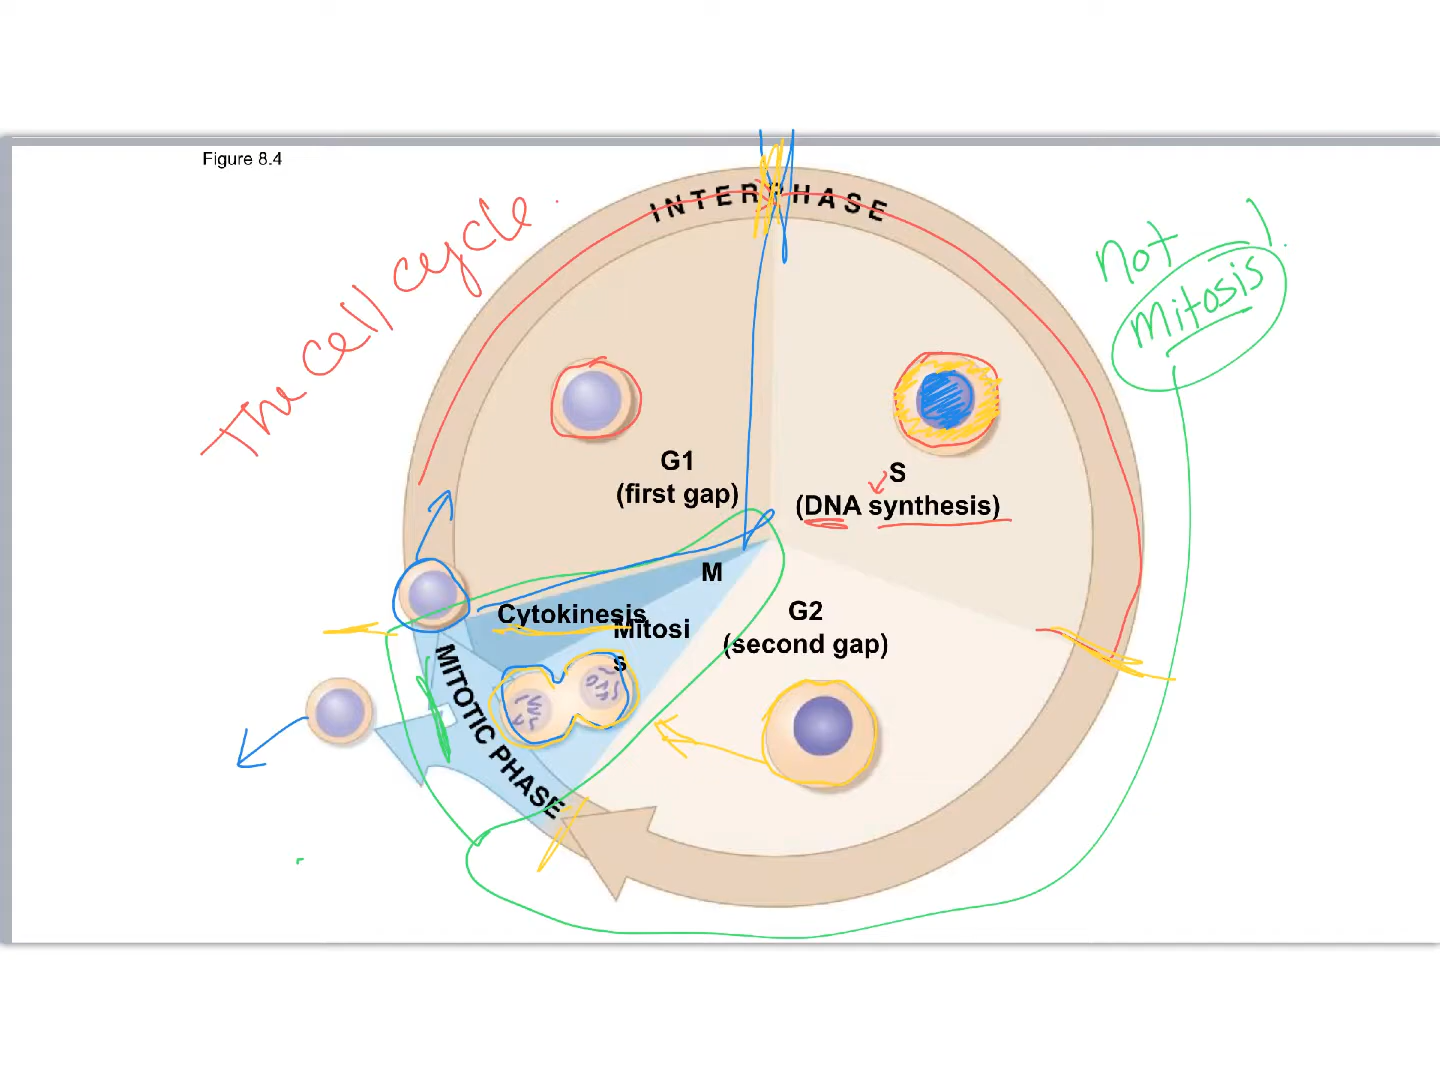 Figure 8.4
The cell cycle.
INTERPHASE
not
mitosis
G1
(first gap)
S
(DNA synthesis)
M
Cytokinesis
Mitosi
s
G2
(second gap)
MITOTIC PHASE